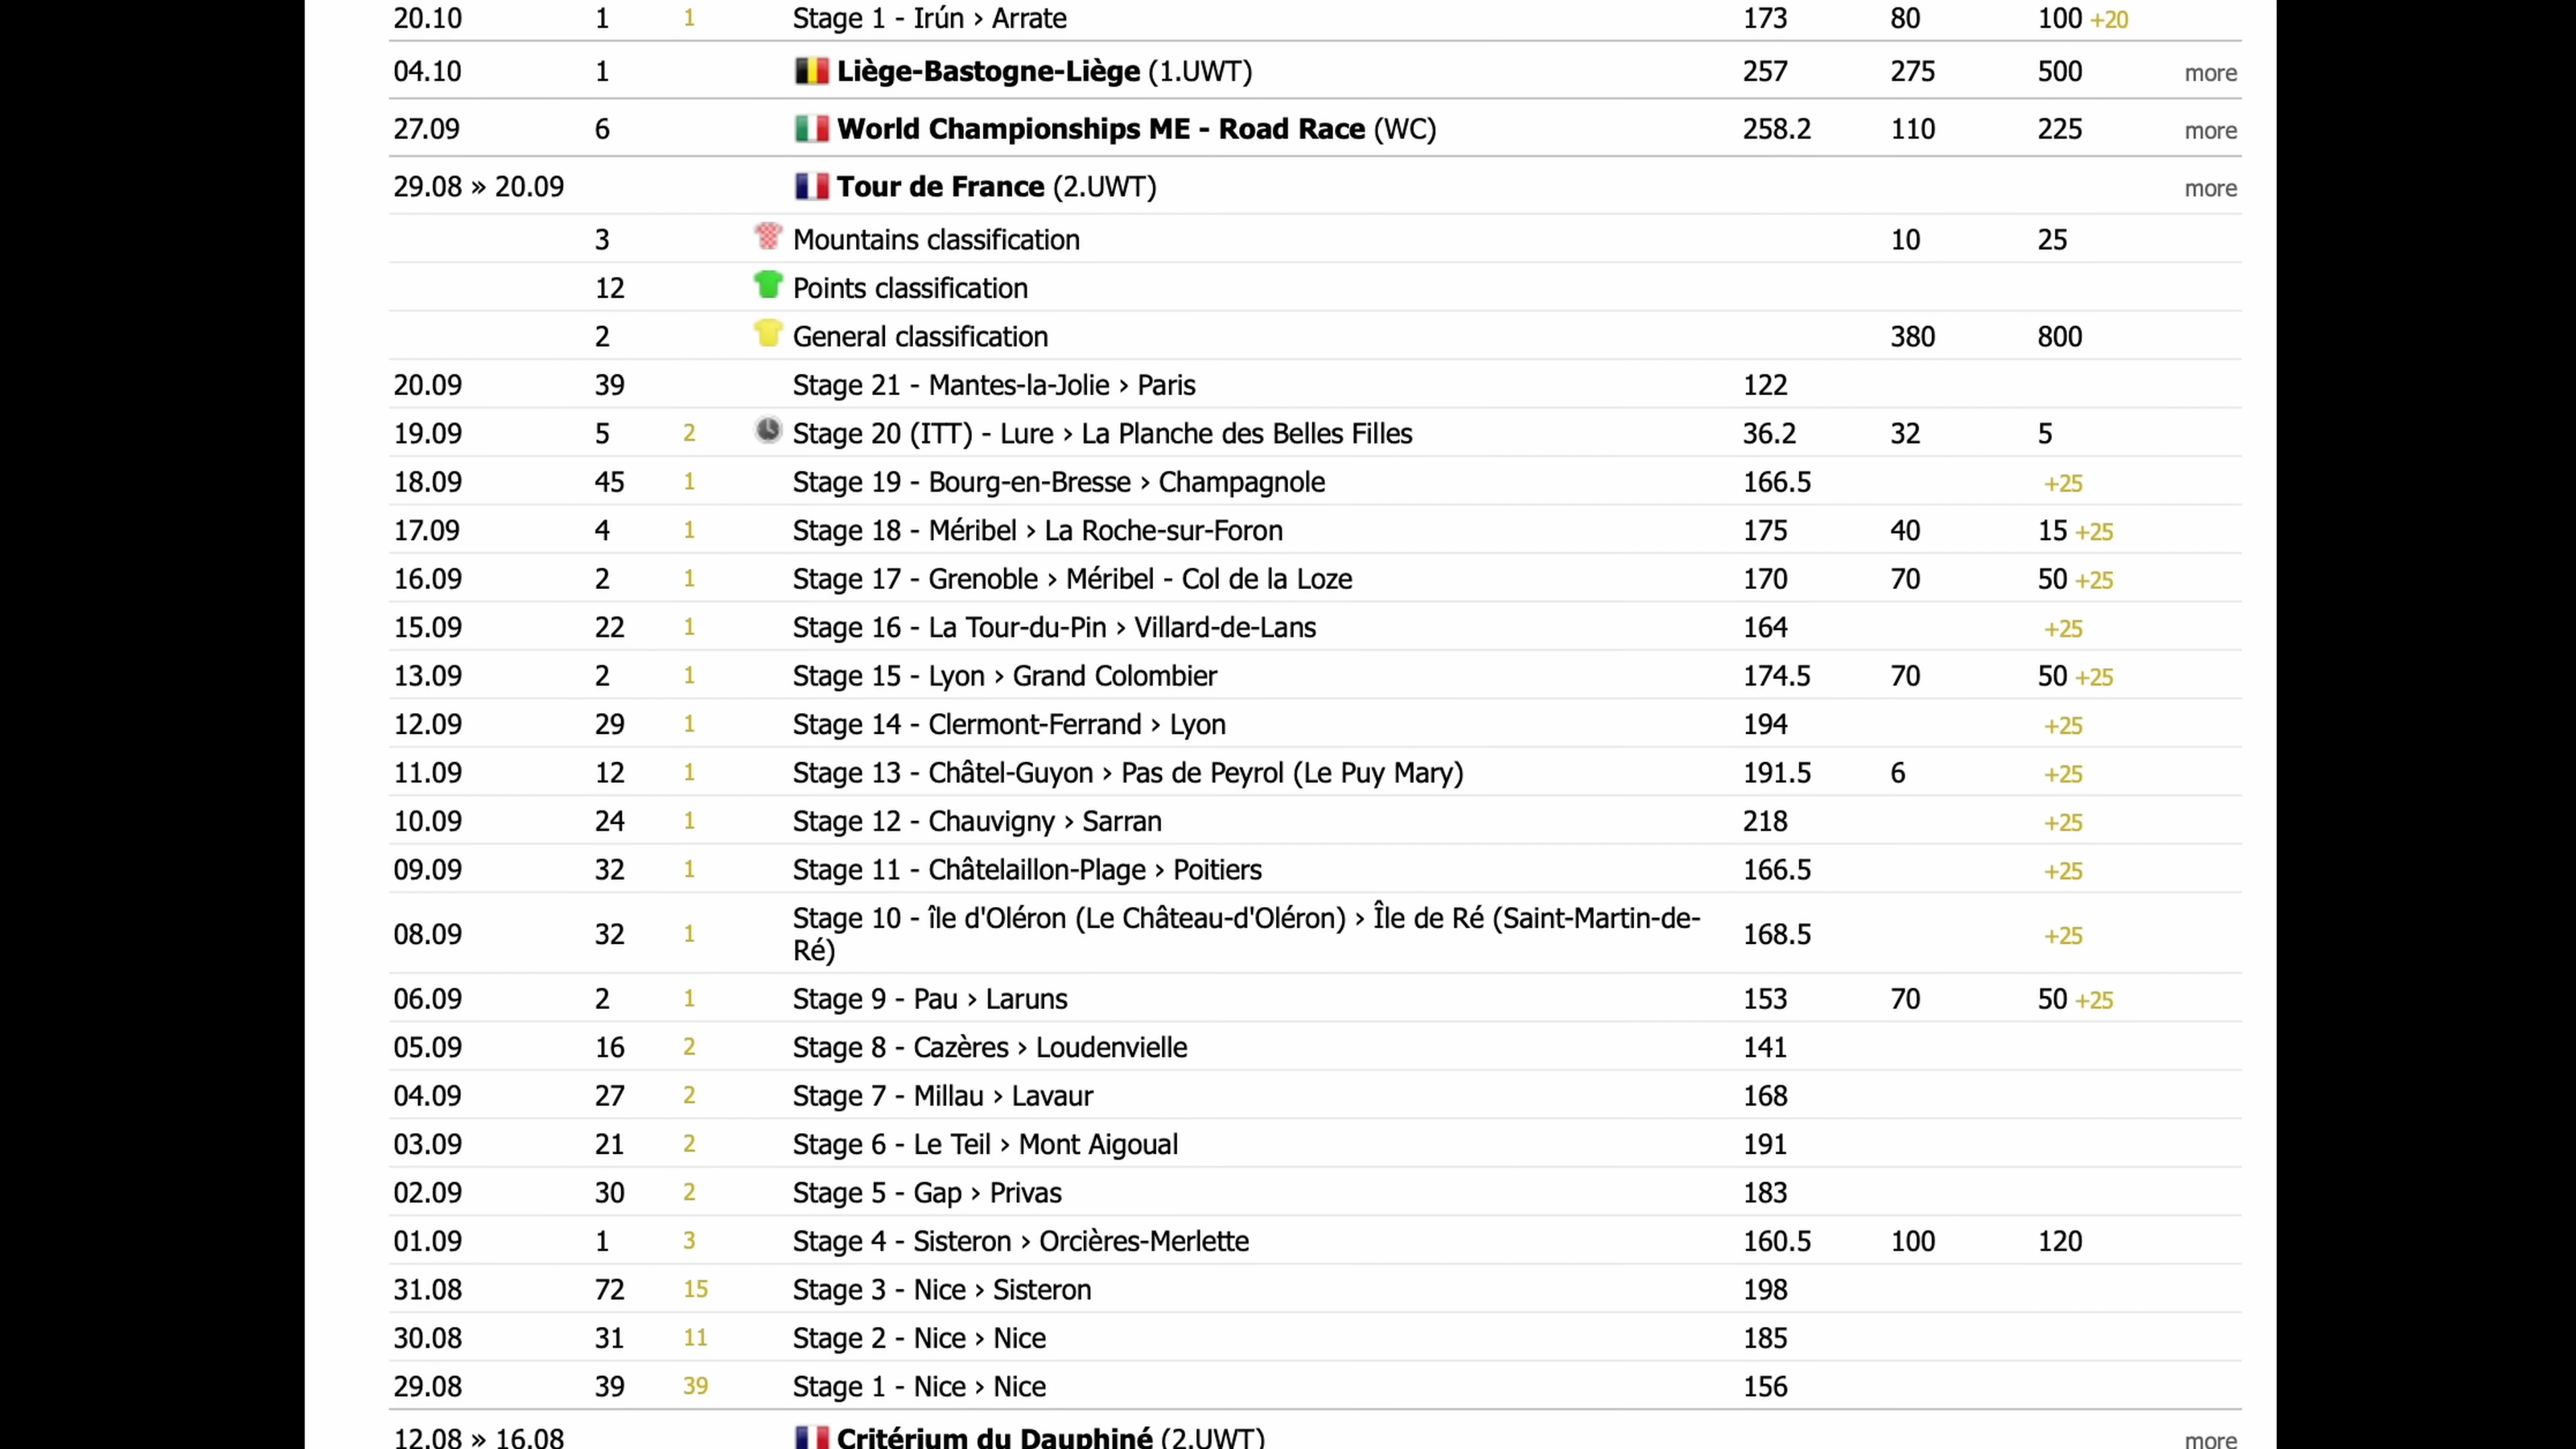 20.10 1 1 Stage 1 - Irún › Arrate 173 80 100 +20
04.10 1 Liège-Bastogne-Liège (1.UWT) 257 275 500 more
27.09 6 World Championships ME - Road Race (WC) 258.2 110 225 more
29.08 » 20.09 Tour de France (2.UWT) more
3 Mountains classification 10 25
12 Points classification
2 General classification 380 800
20.09 39 Stage 21 - Mantes-la-Jolie › Paris 122
19.09 5 2 Stage 20 (ITT) - Lure › La Planche des Belles Filles 36.2 32 5
18.09 45 1 Stage 19 - Bourg-en-Bresse › Champagnole 166.5 +25
17.09 4 1 Stage 18 - Méribel › La Roche-sur-Foron 175 40 15 +25
16.09 2 1 Stage 17 - Grenoble › Méribel - Col de la Loze 170 70 50 +25
15.09 22 1 Stage 16 - La Tour-du-Pin › Villard-de-Lans 164 +25
13.09 2 1 Stage 15 - Lyon › Grand Colombier 174.5 70 50 +25
12.09 29 1 Stage 14 - Clermont-Ferrand › Lyon 194 +25
11.09 12 1 Stage 13 - Châtel-Guyon › Pas de Peyrol (Le Puy Mary) 191.5 6 +25
10.09 24 1 Stage 12 - Chauvigny › Sarran 218 +25
09.09 32 1 Stage 11 - Châtelaillon-Plage › Poitiers 166.5 +25
08.09 32 1 Stage 10 - île d'Oléron (Le Château-d'Oléron) › Île de Ré (Saint-Martin-de-
Ré) 168.5 +25
06.09 2 1 Stage 9 - Pau › Laruns 153 70 50 +25
05.09 16 2 Stage 8 - Cazères › Loudenvielle 141
04.09 27 2 Stage 7 - Millau › Lavaur 168
03.09 21 2 Stage 6 - Le Teil › Mont Aigoual 191
02.09 30 2 Stage 5 - Gap › Privas 183
01.09 1 3 Stage 4 - Sisteron › Orcières-Merlette 160.5 100 120
31.08 72 15 Stage 3 - Nice › Sisteron 198
30.08 31 11 Stage 2 - Nice › Nice 185
29.08 39 39 Stage 1 - Nice › Nice 156
12.08 » 16.08 Critérium du Dauphiné (2.UWT) more